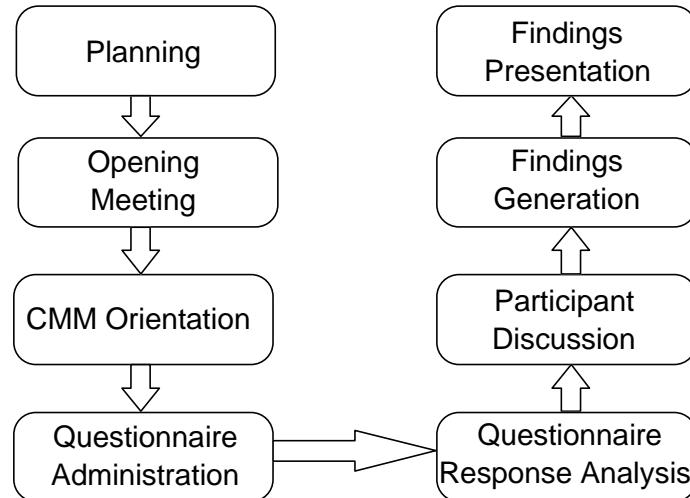 Planning
Opening
Meeting
CMM Orientation
Questionnaire
Administration
Questionnaire
Response Analysis
Participant
Discussion
Findings
Generation
Findings
Presentation